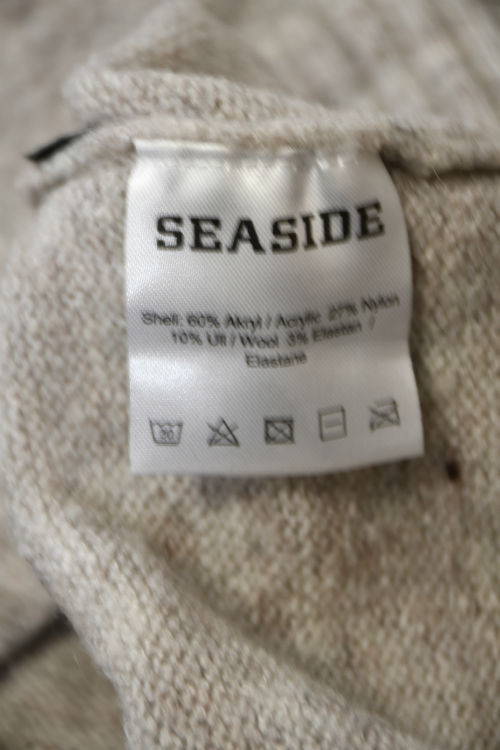 SEASIDE
Shell: 60% Akryl / Acrylic 27% Nylon
10% Ull / Wool 3% Elastan /
Elastane